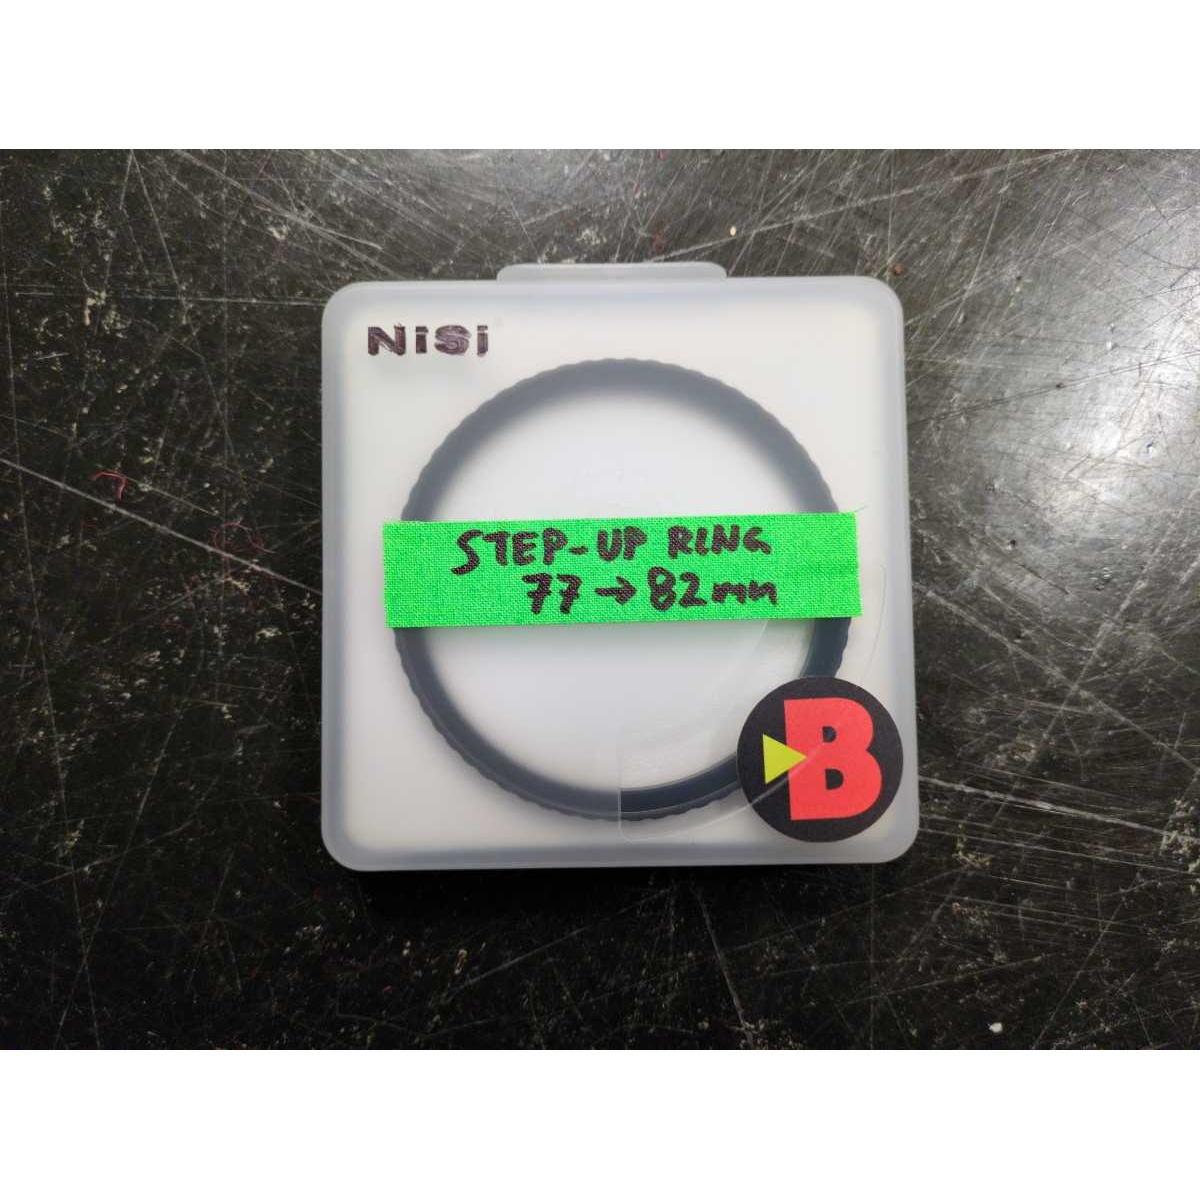 NiSi
STEP-UP RING
77 → 82mm
B